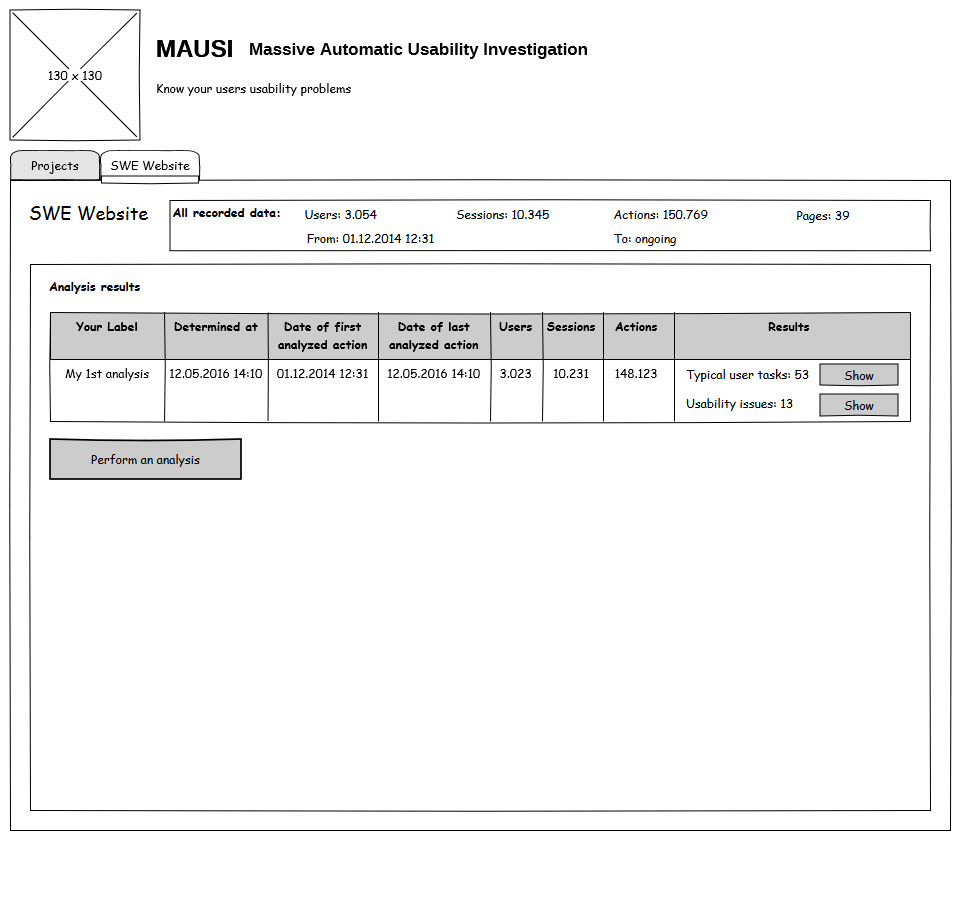 130 x 130
MAUSI Massive Automatic Usability Investigation
Know your users usability problems
Projects SWE Website
SWE Website
All recorded data: Users: 3.054 Sessions: 10.345 Actions: 150.769 Pages: 39
From: 01.12.2014 12:31 To: ongoing
Analysis results
Your Label Determined at Date of first Date of last Users Sessions Actions Results
analyzed action analyzed action
My 1st analysis 12.05.2016 14:10 01.12.2014 12:31 12.05.2016 14:10 3.023 10.231 148.123 Typical user tasks: 53 Show
Usability issues: 13 Show
Perform an analysis